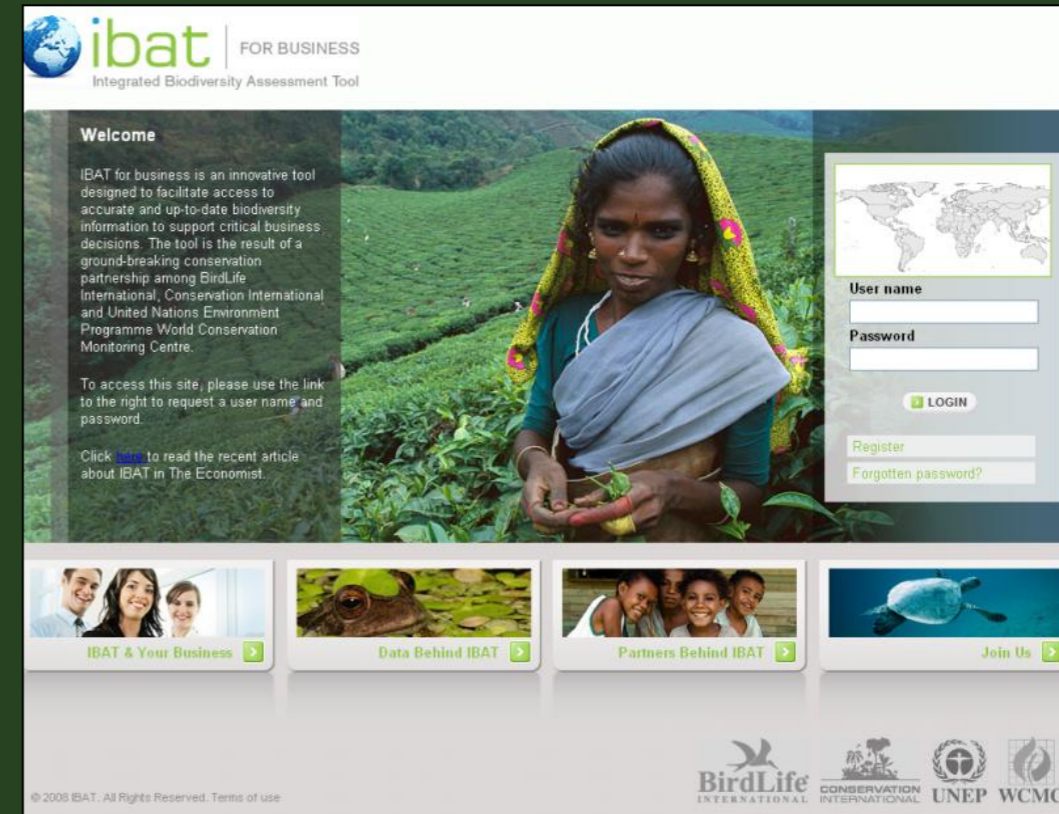 ibat
FOR BUSINESS
Integrated Biodiversity Assessment Tool
Welcome
IBAT for business is an innovative tool
designed to facilitate access to
accurate and up-to-date biodiversity
information to support critical business
decisions. The tool is the result of a
ground-breaking conservation
partnership among BirdLife
International, Conservation International
and United Nations Environment
Programme World Conservation
Monitoring Centre.
To access this site, please use the link
to the right to request a user name and
password.
Click here to read the recent article
about IBAT in The Economist.
User name
Password
LOGIN
Register
Forgotten password?
IBAT & Your Business
Data Behind IBAT
Partners Behind IBAT
Join Us
© 2008 IBAT. All Rights Reserved. Terms of use
BirdLife
INTERNATIONAL
CONSERVATION
INTERNATIONAL
UNEP WCMC